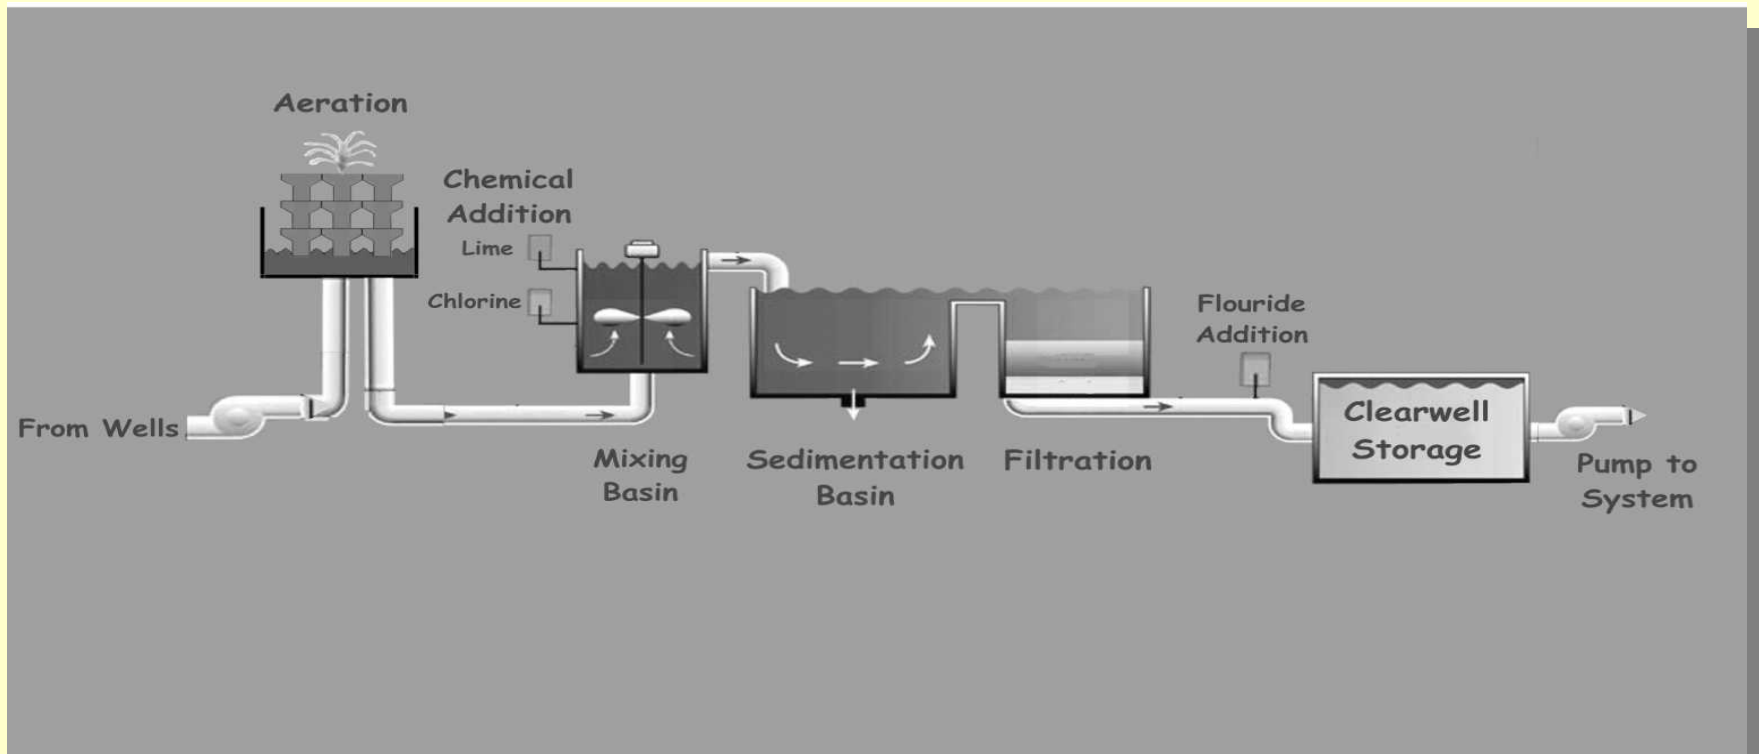 Aeration
Chemical
Addition
Lime
Chlorine
From Wells
Mixing
Basin
Sedimentation
Basin
Filtration
Flouride
Addition
Clearwell
Storage
Pump to
System